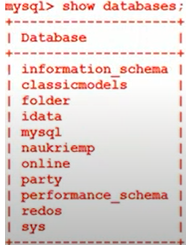 mysql> show databases;
+--------------------+
| Database           |
+--------------------+
| information_schema |
| classicmodels      |
| folder             |
| idata              |
| mysql              |
| naukriemp          |
| online             |
| party              |
| performance_schema |
| redos              |
| sys                |
+--------------------+